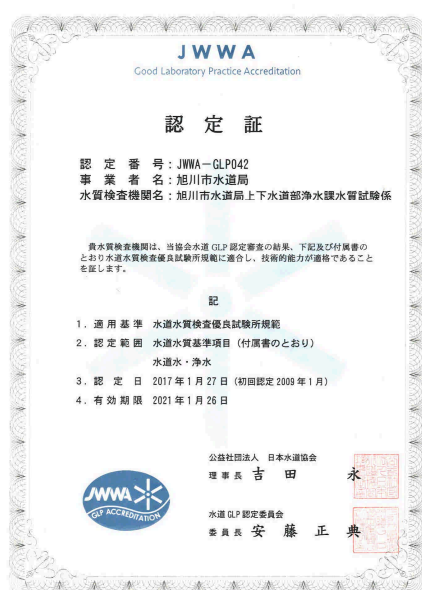 JWWA
Good Laboratory Practice Accreditation
認定証
認定番号：JWWA－GLP042
事業者名：旭川市水道局
水質検査機関名：旭川市水道局上下水道部浄水課水質試験係
貴水質検査機関は、当協会水道 GLP 認定審査の結果、下記及び付属書の
とおり水道水質検査優良試験所規範に適合し、技術的能力が適格であること
を証します。
記
1．適用基準 水道水質検査優良試験所規範
2．認定範囲 水道水質基準項目（付属書のとおり）
水道水・浄水
3．認定日 2017年1月27日（初回認定2009年1月）
4．有効期限 2021年1月26日
公益社団法人 日本水道協会
理事長 吉田 永
JWWA
GLP ACCREDITATION
水道 GLP 認定委員会
委員長 安藤正典